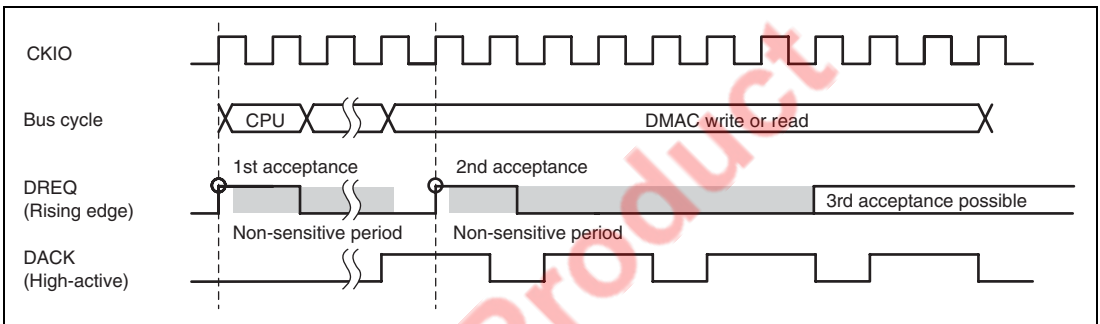 CKIO
Bus cycle
CPU
DMAC write or read
1st acceptance
2nd acceptance
DREQ
(Rising edge)
3rd acceptance possible
Non-sensitive period
Non-sensitive period
DACK
(High-active)
Product